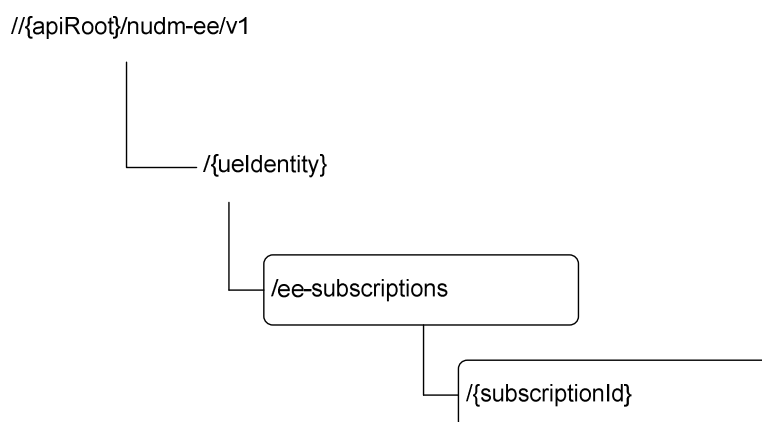 //{apiRoot}/nudm-ee/v1
/{ueIdentity}
/ee-subscriptions
/{subscriptionId}